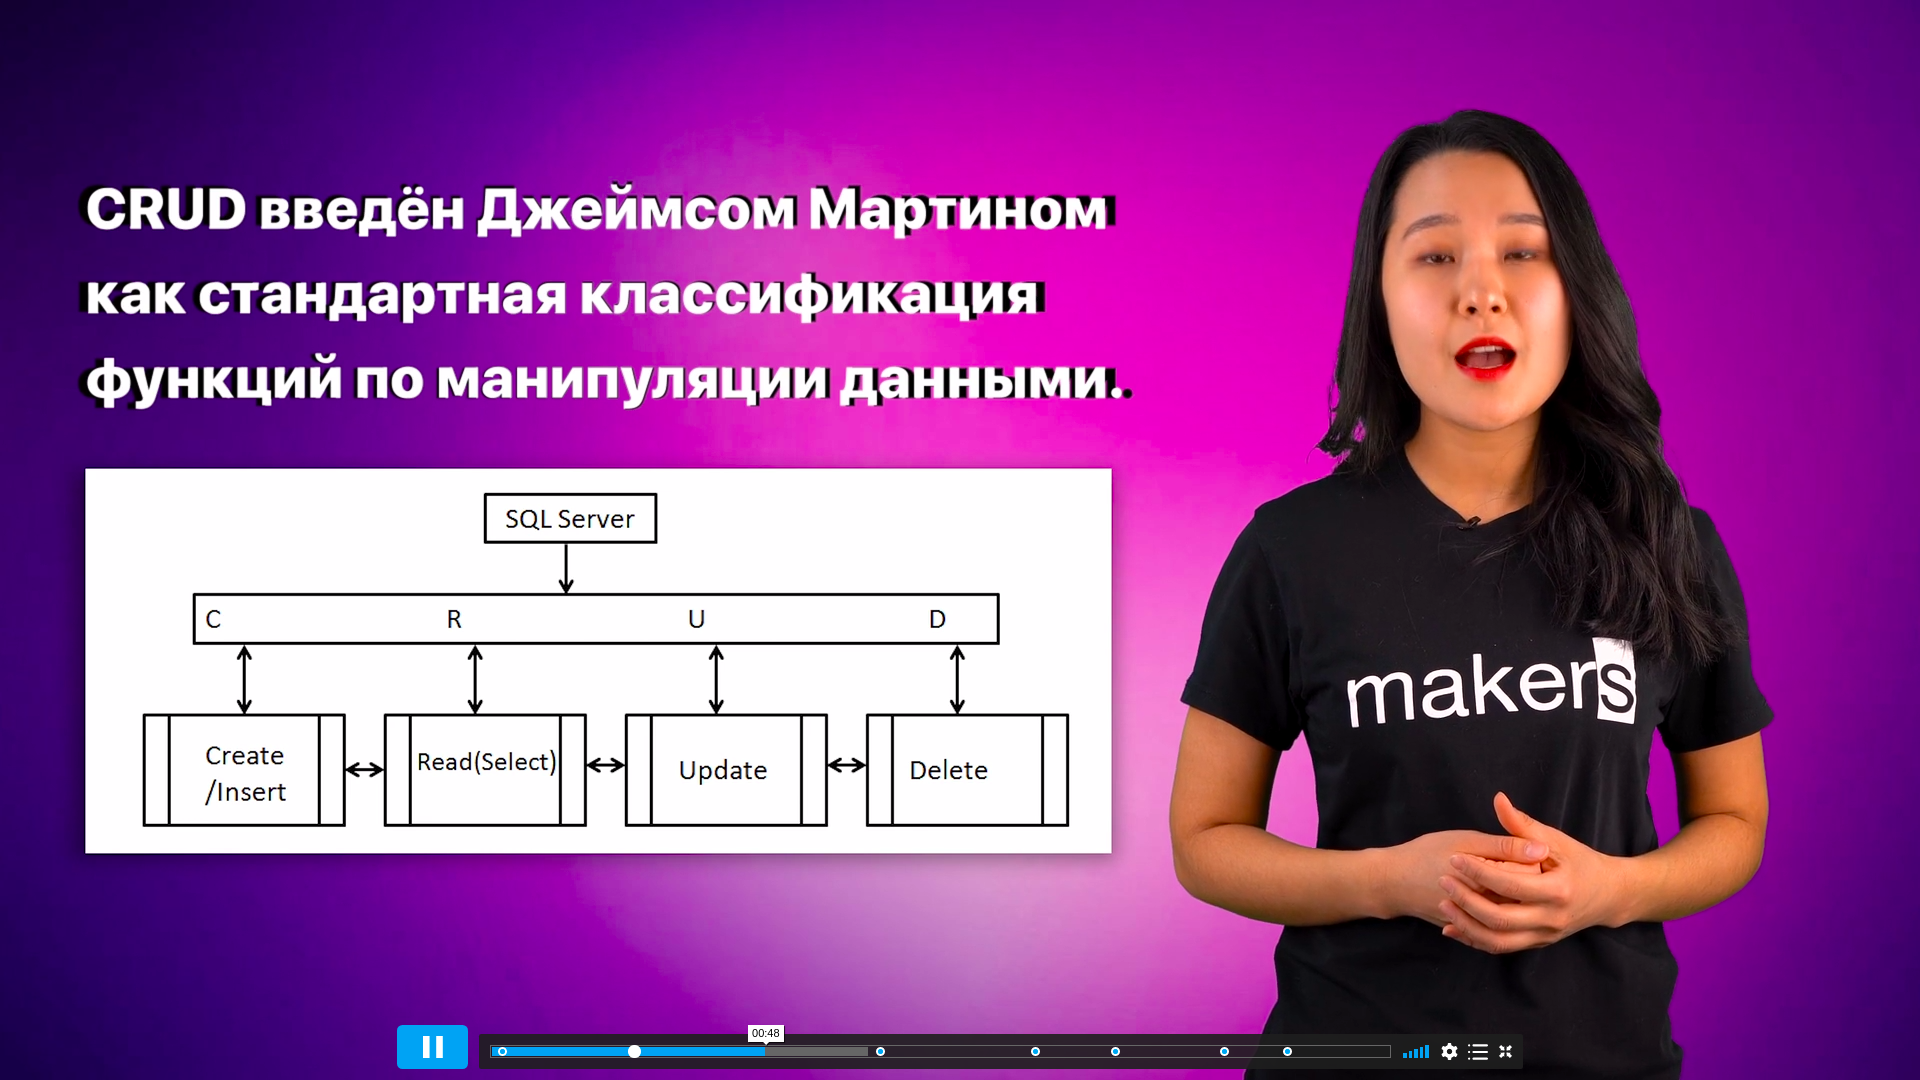 CRUD введён Джеймсом Мартином
как стандартная классификация
функций по манипуляции данными.
SQL Server
C R U D
Create
/Insert
Read(Select)
Update
Delete
makers
00:48